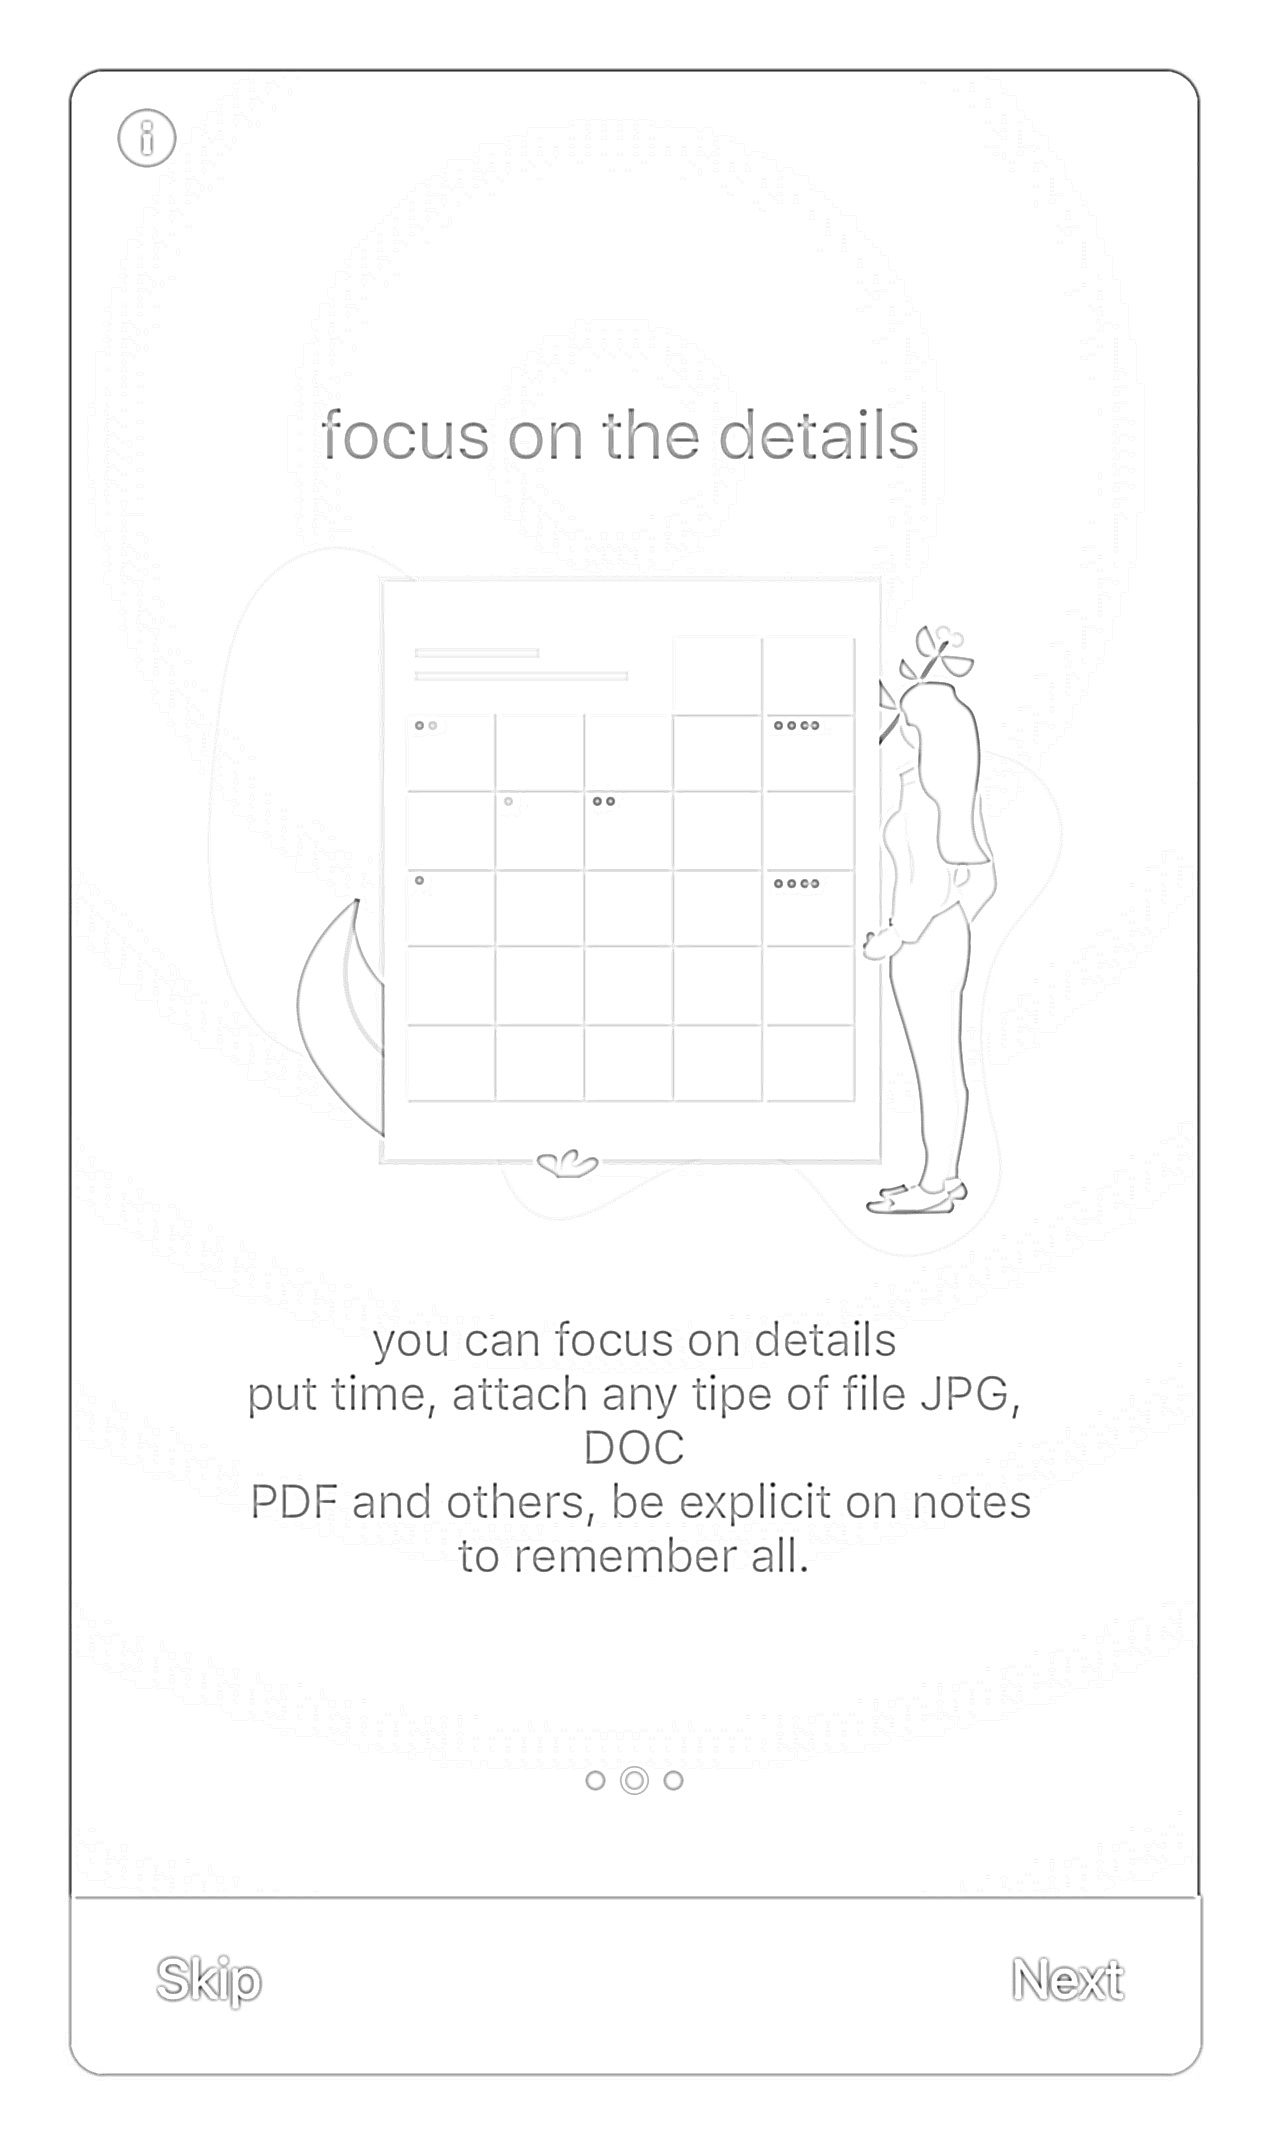 focus on the details
you can focus on details
put time, attach any tipe of file JPG,
DOC
PDF and others, be explicit on notes
to remember all.
Skip
Next